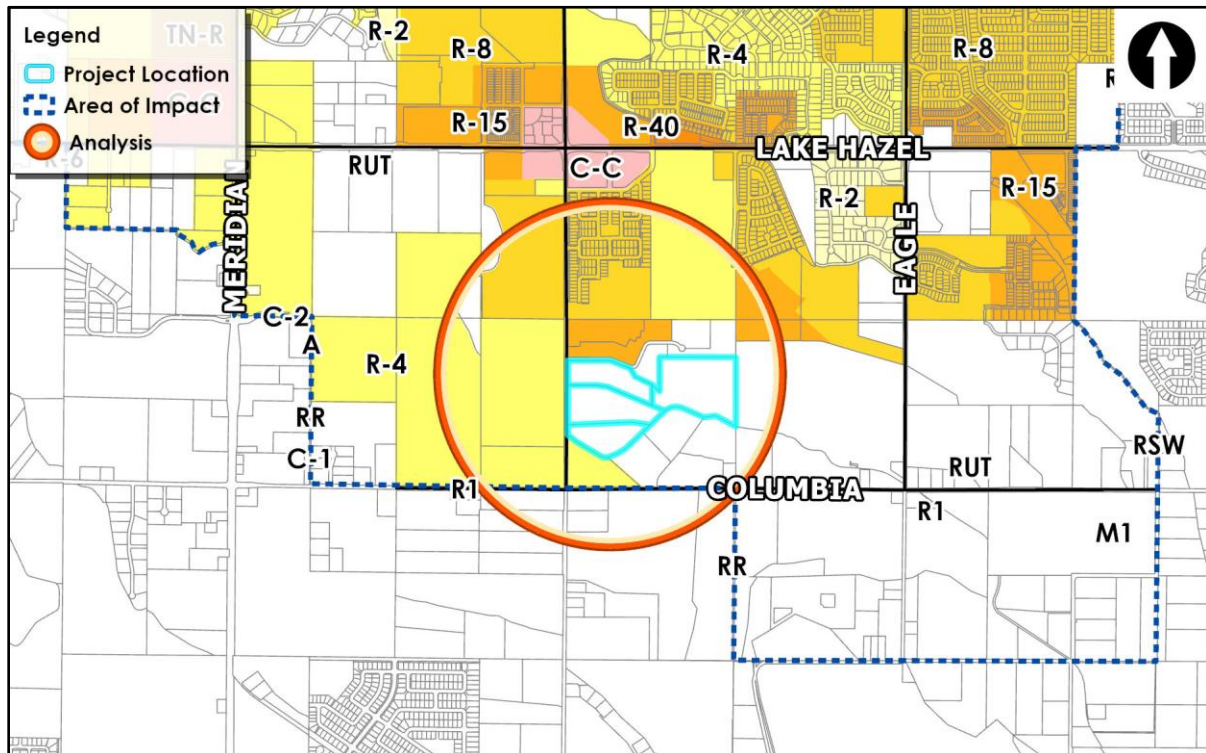 Legend
Project Location
Area of Impact
Analysis
TN-R
R-2
R-8
R-4
R-8
R-15
R-40
LAKE HAZEL
R-6
RUT
C-C
R-15
R-2
MERIDIAN
EAGLE
C-2
A
R-4
RR
C-1
RSW
RUT
R1
COLUMBIA
R1
M1
RR